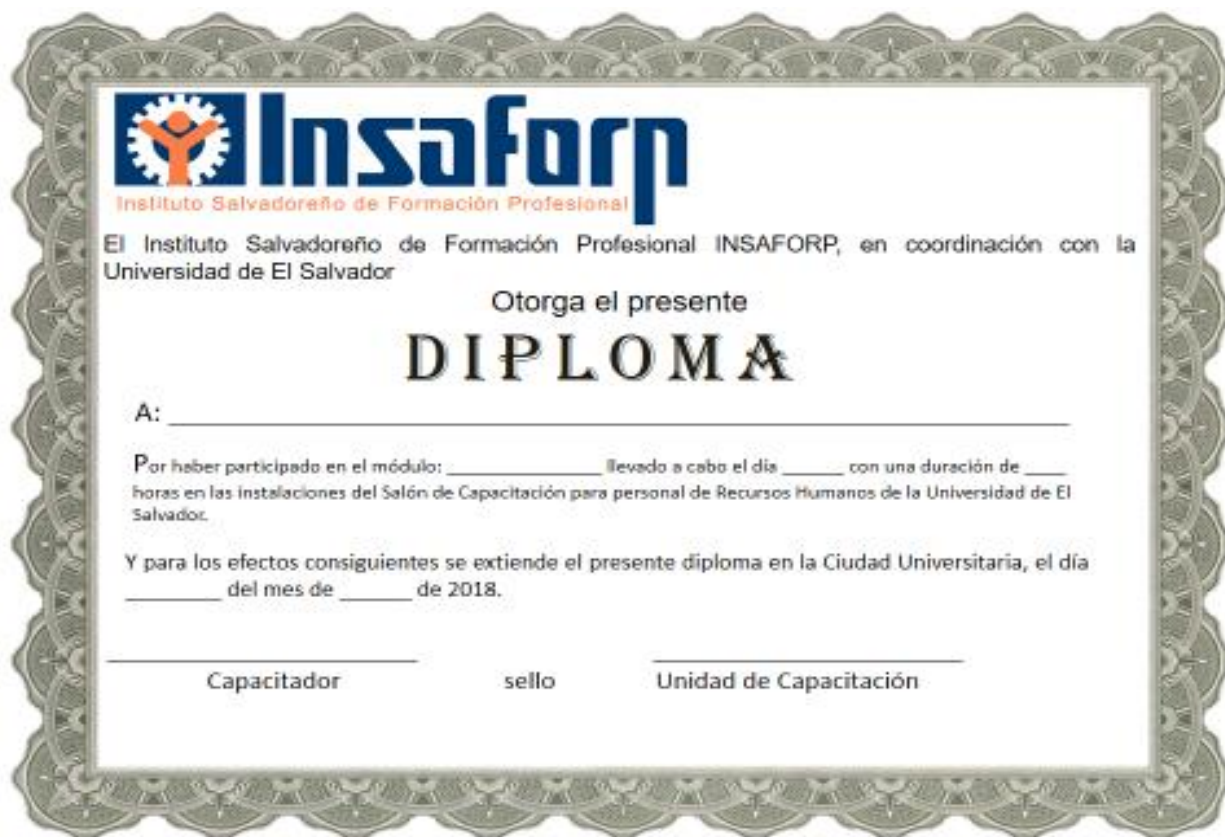 Insaforp
Instituto Salvadoreño de Formación Profesional
El Instituto Salvadoreño de Formación Profesional INSAFORP, en coordinación con la
Universidad de El Salvador
Otorga el presente
DIPLOMA
A: ____________________
Por haber participado en el módulo: ______________ llevado a cabo el día ______ con una duración de ____
horas en las instalaciones del Salón de Capacitación para personal de Recursos Humanos de la Universidad de El
Salvador.
Y para los efectos consiguientes se extiende el presente diploma en la Ciudad Universitaria, el día
________ del mes de ______ de 2018.
Capacitador sello Unidad de Capacitación